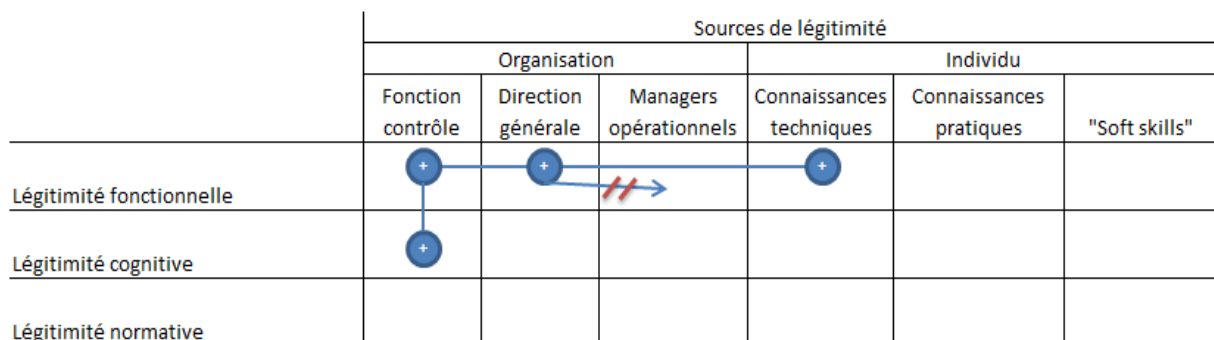 Sources de légitimité
Organisation Individu
Fonction contrôle Direction générale Managers opérationnels Connaissances techniques Connaissances pratiques "Soft skills"
+ + +
Légitimité fonctionnelle
+
Légitimité cognitive
Légitimité normative